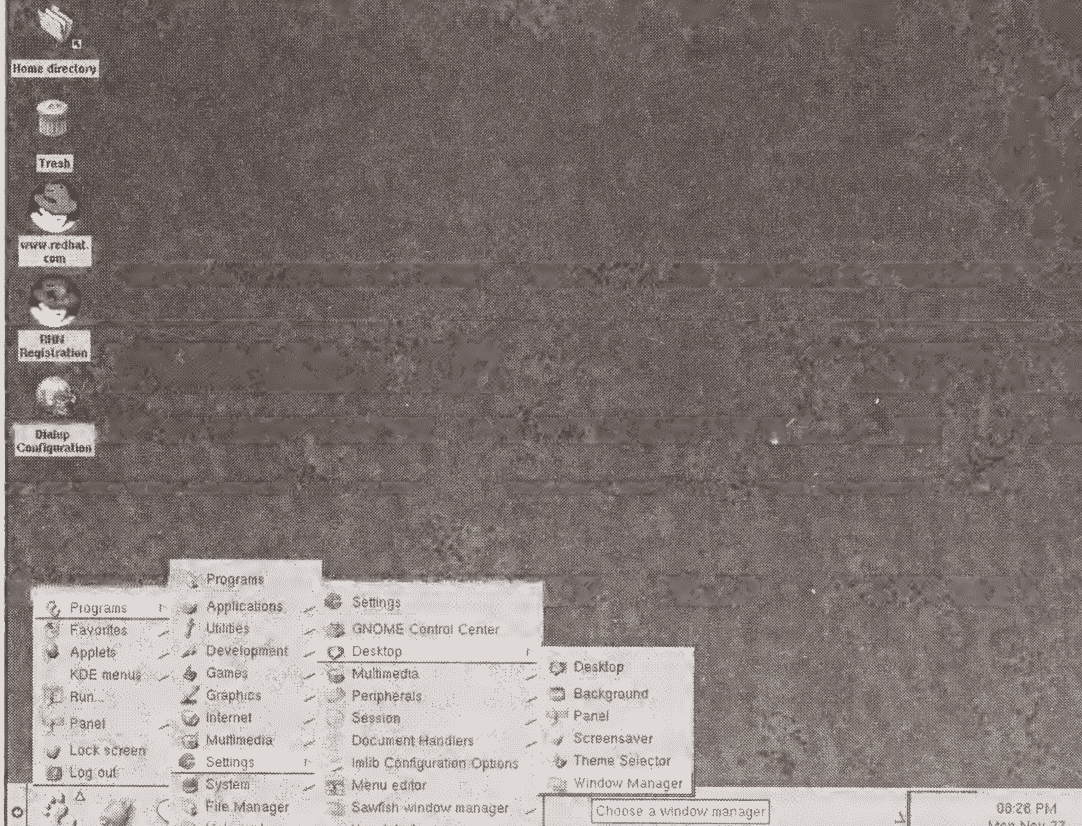 Home directory
Trash
www.redhat.
com
RHN
Registration
Dialup
Configuration
Programs
Favorites
Applets
KDE menus
Run...
Panel
Lock screen
Log out
Programs
Applications
Utilities
Development
Games
Graphics
Internet
Multimedia
Settings
System
File Manager
Settings
GNOME Control Center
Desktop
Multimedia
Peripherals
Session
Document Handlers
Imlib Configuration Options
Menu editor
Sawfish window manager
Desktop
Background
Panel
Screensaver
Theme Selector
Window Manager
Choose a window manager
08:26 PM
Mon Nov 27